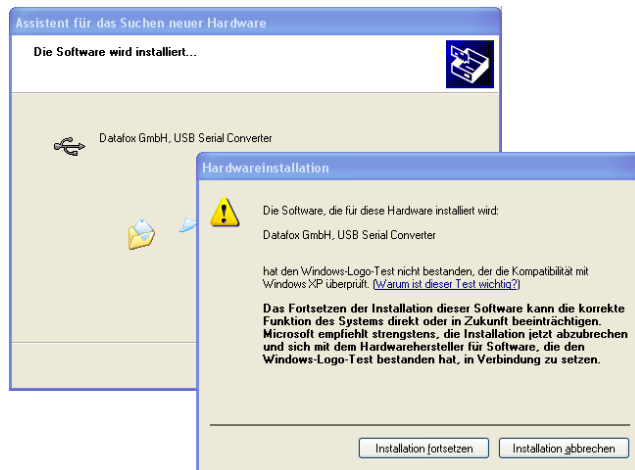 Assistent für das Suchen neuer Hardware
Die Software wird installiert...
Datafox GmbH, USB Serial Converter
Hardwareinstallation
Die Software, die für diese Hardware installiert wird:
Datafox GmbH, USB Serial Converter
hat den Windows-Logo-Test nicht bestanden, der die Kompatibilität mit
Windows XP überprüft. (Warum ist dieser Test wichtig?)
Das Fortsetzen der Installation dieser Software kann die korrekte
Funktion des Systems direkt oder in Zukunft beeinträchtigen.
Microsoft empfiehlt strengstens, die Installation jetzt abzubrechen
und sich mit dem Hardwarehersteller für Software, die den
Windows-Logo-Test bestanden hat, in Verbindung zu setzen.
Installation fortsetzen Installation abbrechen